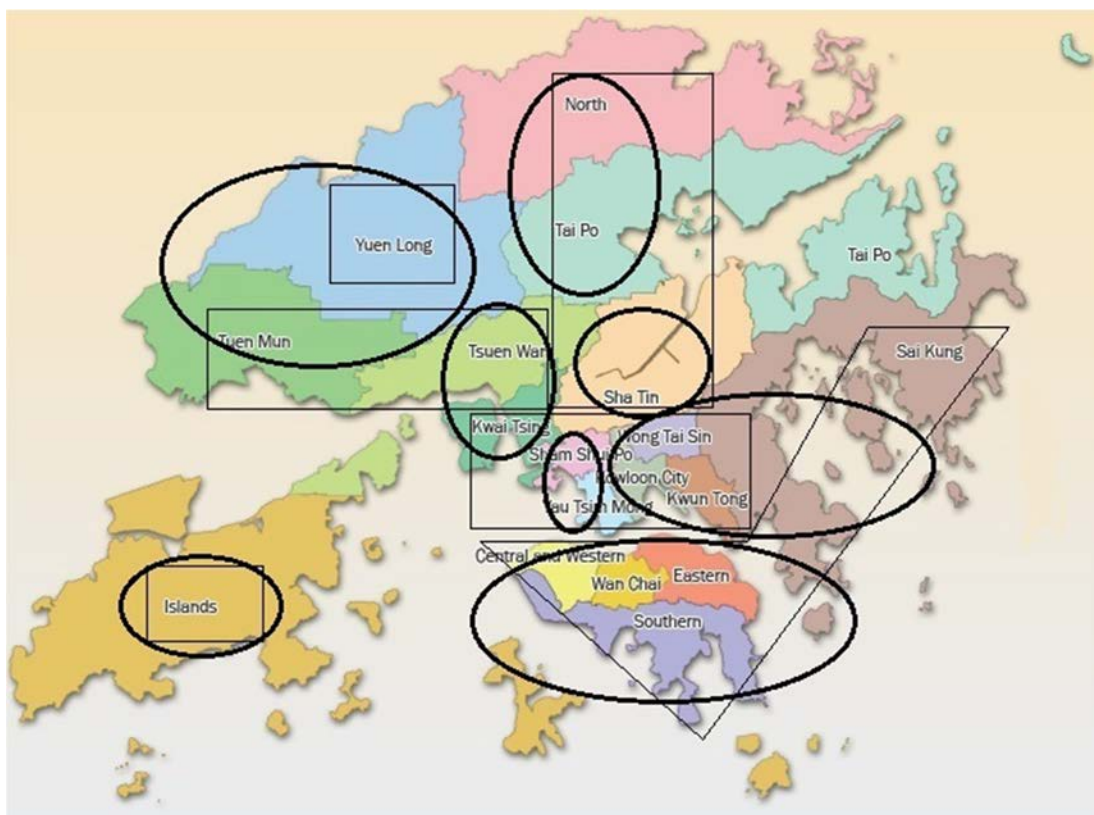 North
Tai Po
Yuen Long
Tai Po
Tuen Mun
Tsuen Wan
Sai Kung
Sha Tin
Kwai Tsing
Wong Tai Sin
Sham Shui Po
Kowloon City
Kwun Tong
Yau Tsim Mong
Central and Western
Wan Chai
Eastern
Islands
Southern